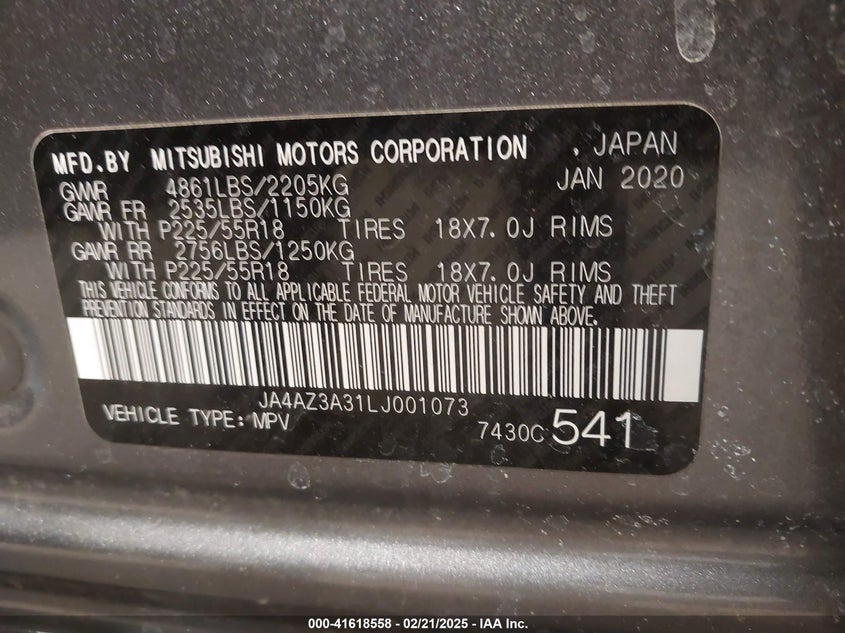 MFD.BY MITSUBISHI MOTORS CORPORATION . JAPAN
GVWR 4861LBS/2205KG JAN 2020
GAWR FR 2535LBS/1150KG
WITH P225/55R18 TIRES 18X7.0J RIMS
GAWR RR 2756LBS/1250KG
WITH P225/55R18 TIRES 18X7.0J RIMS
THIS VEHICLE CONFORMS TO ALL APPLICABLE FEDERAL MOTOR VEHICLE SAFETY AND THEFT
PREVENTION STANDARDS IN EFFECT ON THE DATE OF MANUFACTURE SHOWN ABOVE.
JA4AZ3A31LJ001073
VEHICLE TYPE: MPV 7430C 541
000-41618558 - 02/21/2025 - IAA Inc.